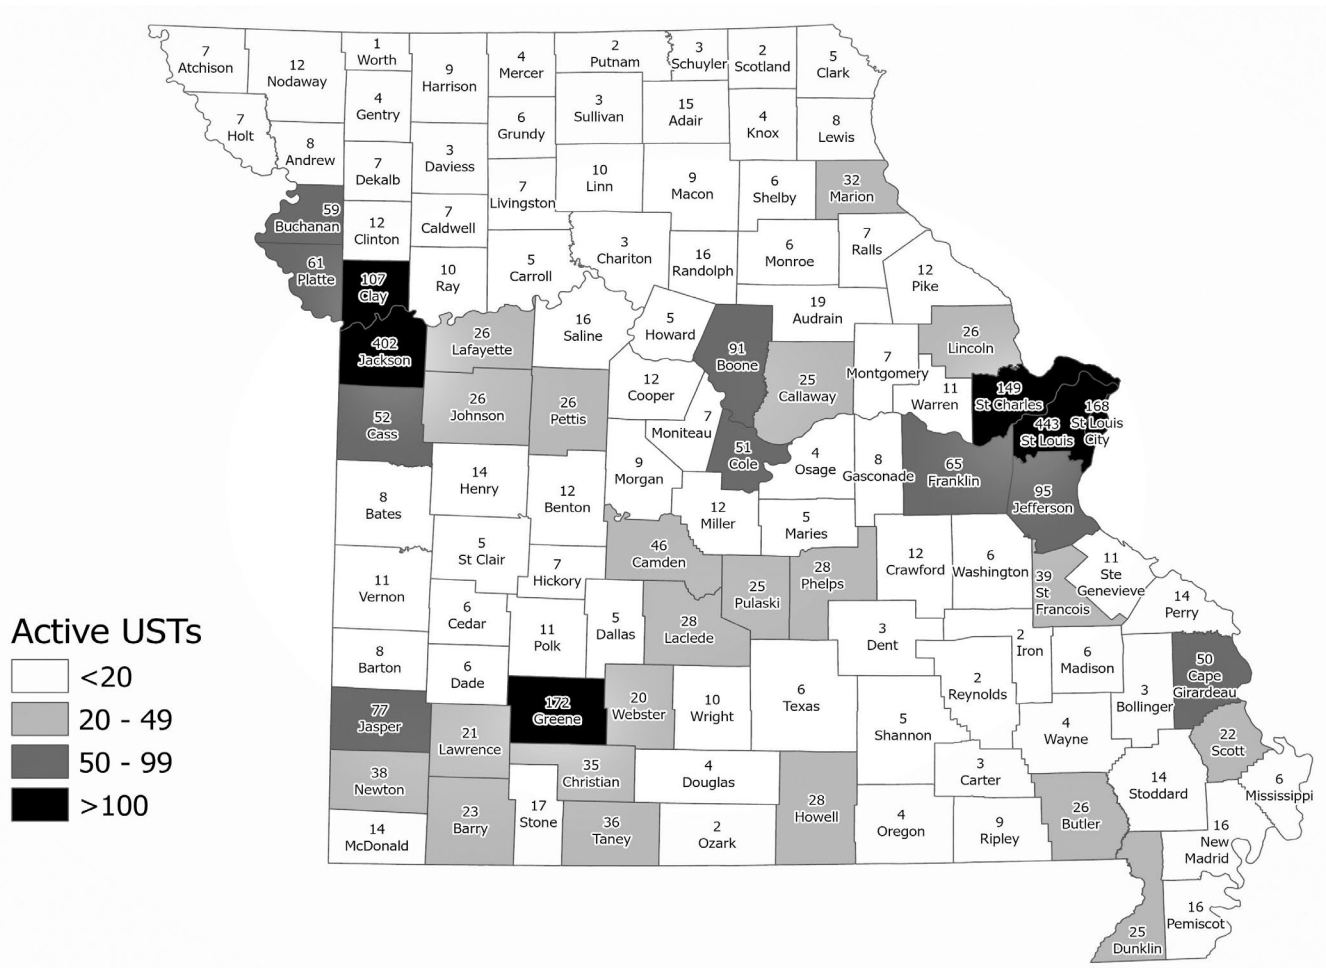 7
Atchison
12
Nodaway
1
Worth
9
Harrison
4
Mercer
2
Putnam
3
Schuyler
2
Scotland
5
Clark
7
Holt
8
Andrew
4
Gentry
7
Dekalb
3
Daviess
6
Grundy
3
Sullivan
15
Adair
4
Knox
8
Lewis
59
Buchanan
12
Clinton
7
Caldwell
7
Livingston
10
Linn
9
Macon
6
Shelby
32
Marion
61
Platte
107
Clay
10
Ray
5
Carroll
3
Chariton
16
Randolph
6
Monroe
7
Ralls
12
Pike
402
Jackson
26
Lafayette
16
Saline
5
Howard
91
Boone
19
Audrain
25
Callaway
7
Montgomery
26
Lincoln
11
Warren
149
St Charles
443
St Louis
168
St Louis
City
52
Cass
26
Johnson
26
Pettis
12
Cooper
7
Moniteau
51
Cole
4
Osage
8
Gasconade
65
Franklin
95
Jefferson
8
Bates
14
Henry
12
Benton
9
Morgan
12
Miller
5
Maries
11
Vernon
5
St Clair
7
Hickory
46
Camden
25
Pulaski
28
Phelps
12
Crawford
6
Washington
39
St
Francois
11
Ste
Genevieve
14
Perry
8
Barton
6
Cedar
11
Polk
5
Dallas
28
Laclede
3
Dent
2
Iron
6
Madison
3
Bollinger
50
Cape
Girardeau
77
Jasper
6
Dade
172
Greene
20
Webster
10
Wright
6
Texas
5
Shannon
2
Reynolds
4
Wayne
22
Scott
38
Newton
21
Lawrence
35
Christian
4
Douglas
28
Howell
3
Carter
14
Stoddard
6
Mississippi
14
McDonald
23
Barry
17
Stone
36
Taney
2
Ozark
4
Oregon
9
Ripley
26
Butler
16
New
Madrid
25
Dunklin
16
Pemiscot
Active USTs
<20
20 - 49
50 - 99
>100